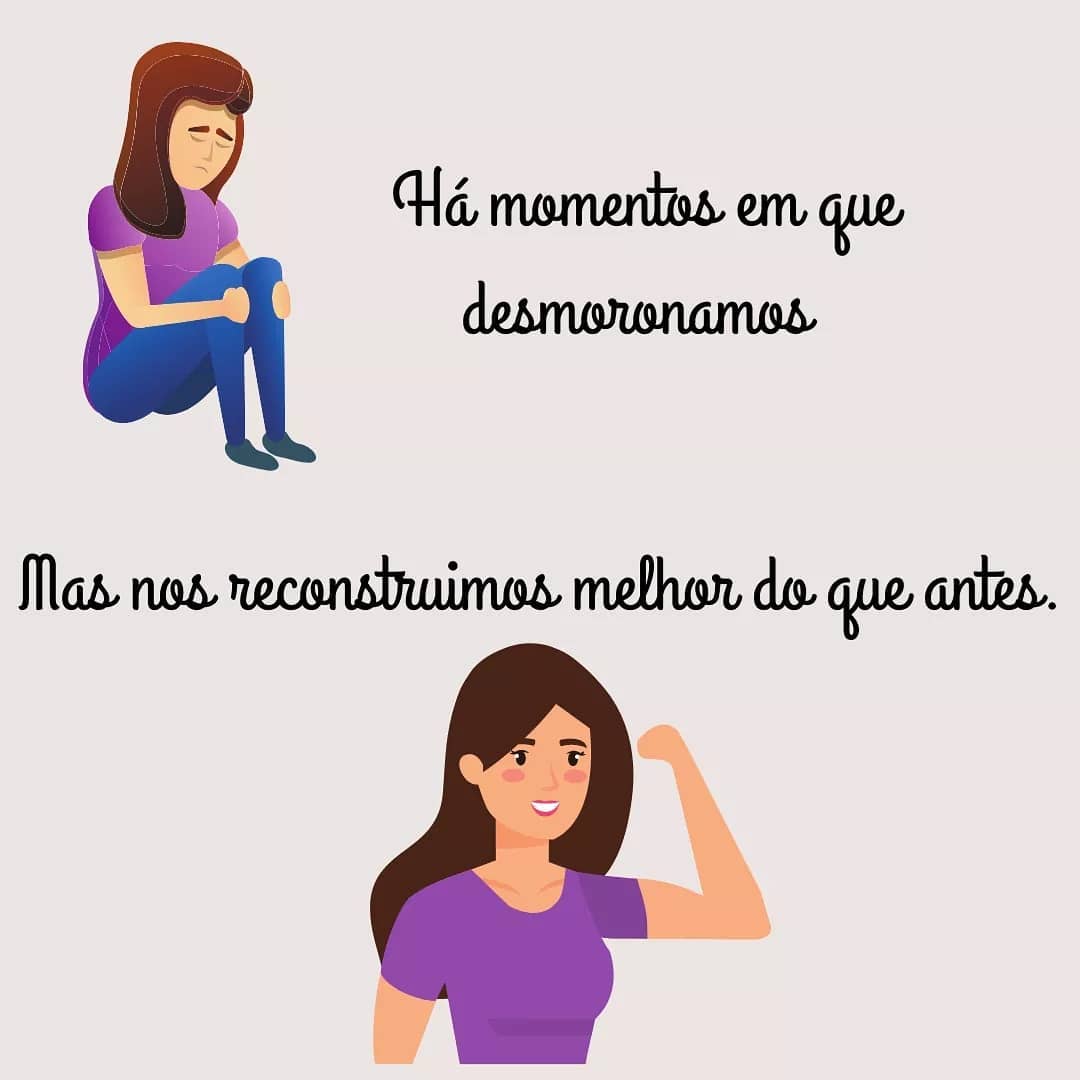 Há momentos em que
desmoronamos
Mas nos reconstruimos melhor do que antes.